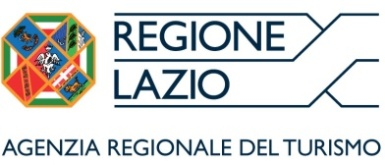 REGIONE
LAZIO
AGENZIA REGIONALE DEL TURISMO